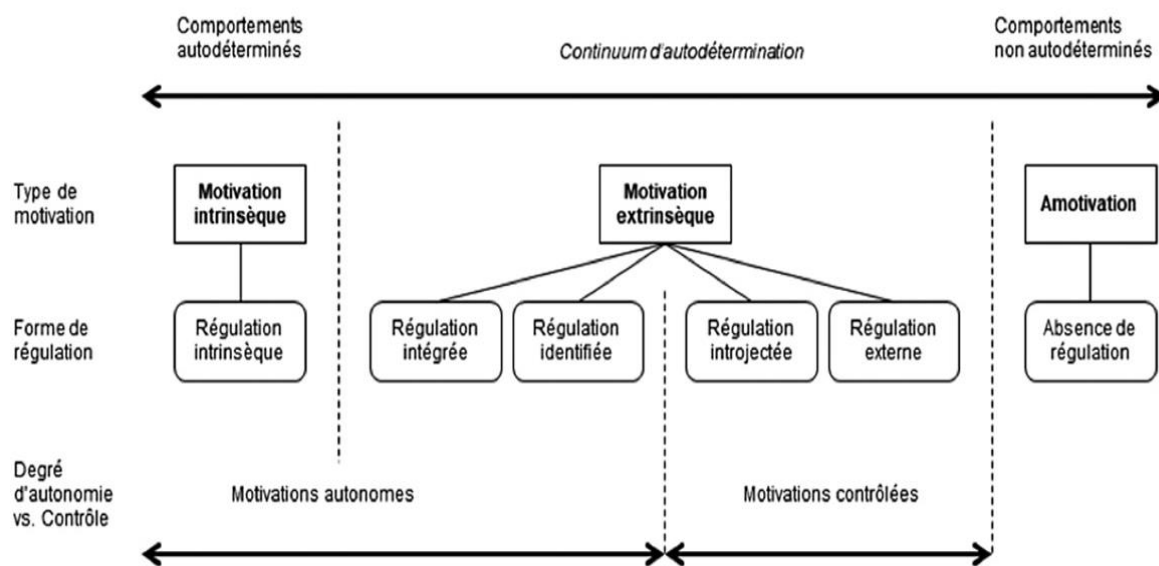 Comportements
autodéterminés
Continuum d'autodétermination
Comportements
non autodéterminés
Type de
motivation
Motivation
intrinsèque
Motivation
extrinsèque
Amotivation
Forme de
régulation
Régulation
intrinsèque
Régulation
intégrée
Régulation
identifiée
Régulation
introjectée
Régulation
externe
Absence de
régulation
Degré
d'autonomie
vs. Contrôle
Motivations autonomes
Motivations contrôlées